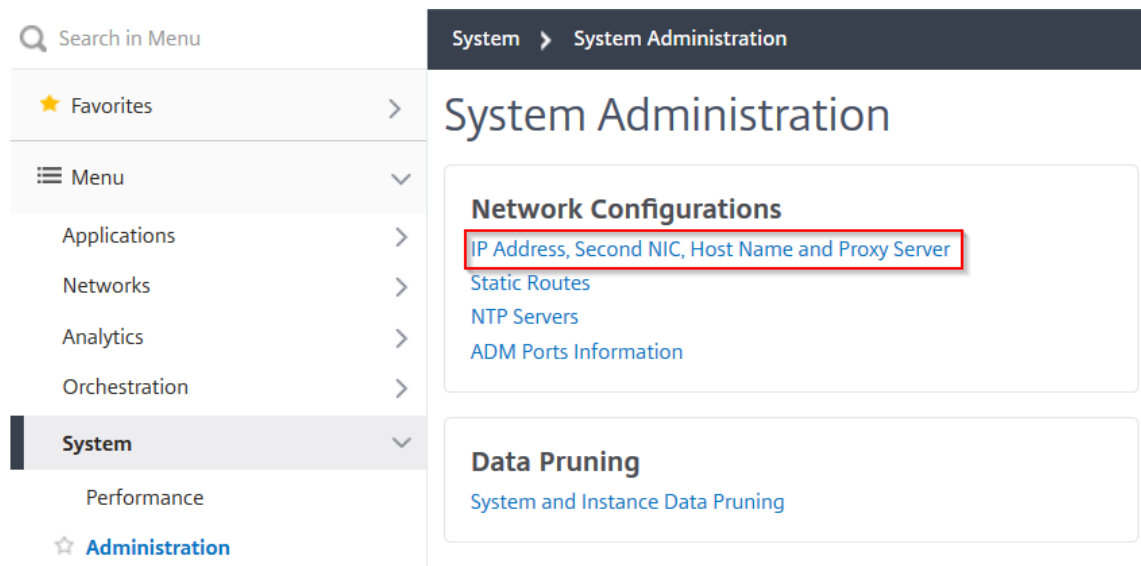 Search in Menu
Favorites
Menu
Applications
Networks
Analytics
Orchestration
System
Performance
Administration
System > System Administration
System Administration
Network Configurations
IP Address, Second NIC, Host Name and Proxy Server
Static Routes
NTP Servers
ADM Ports Information
Data Pruning
System and Instance Data Pruning